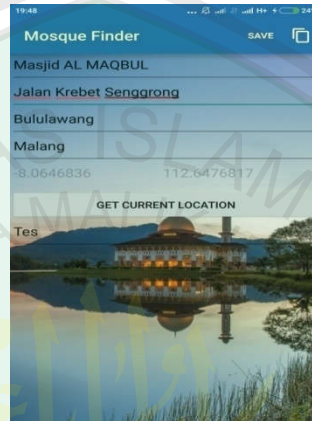 19:48 ... H+ 24%
Mosque Finder SAVE
Masjid AL MAQBUL
Jalan Krebet Senggrong
Bululawang
Malang
-8.0646836 112.6476817
GET CURRENT LOCATION
Tes